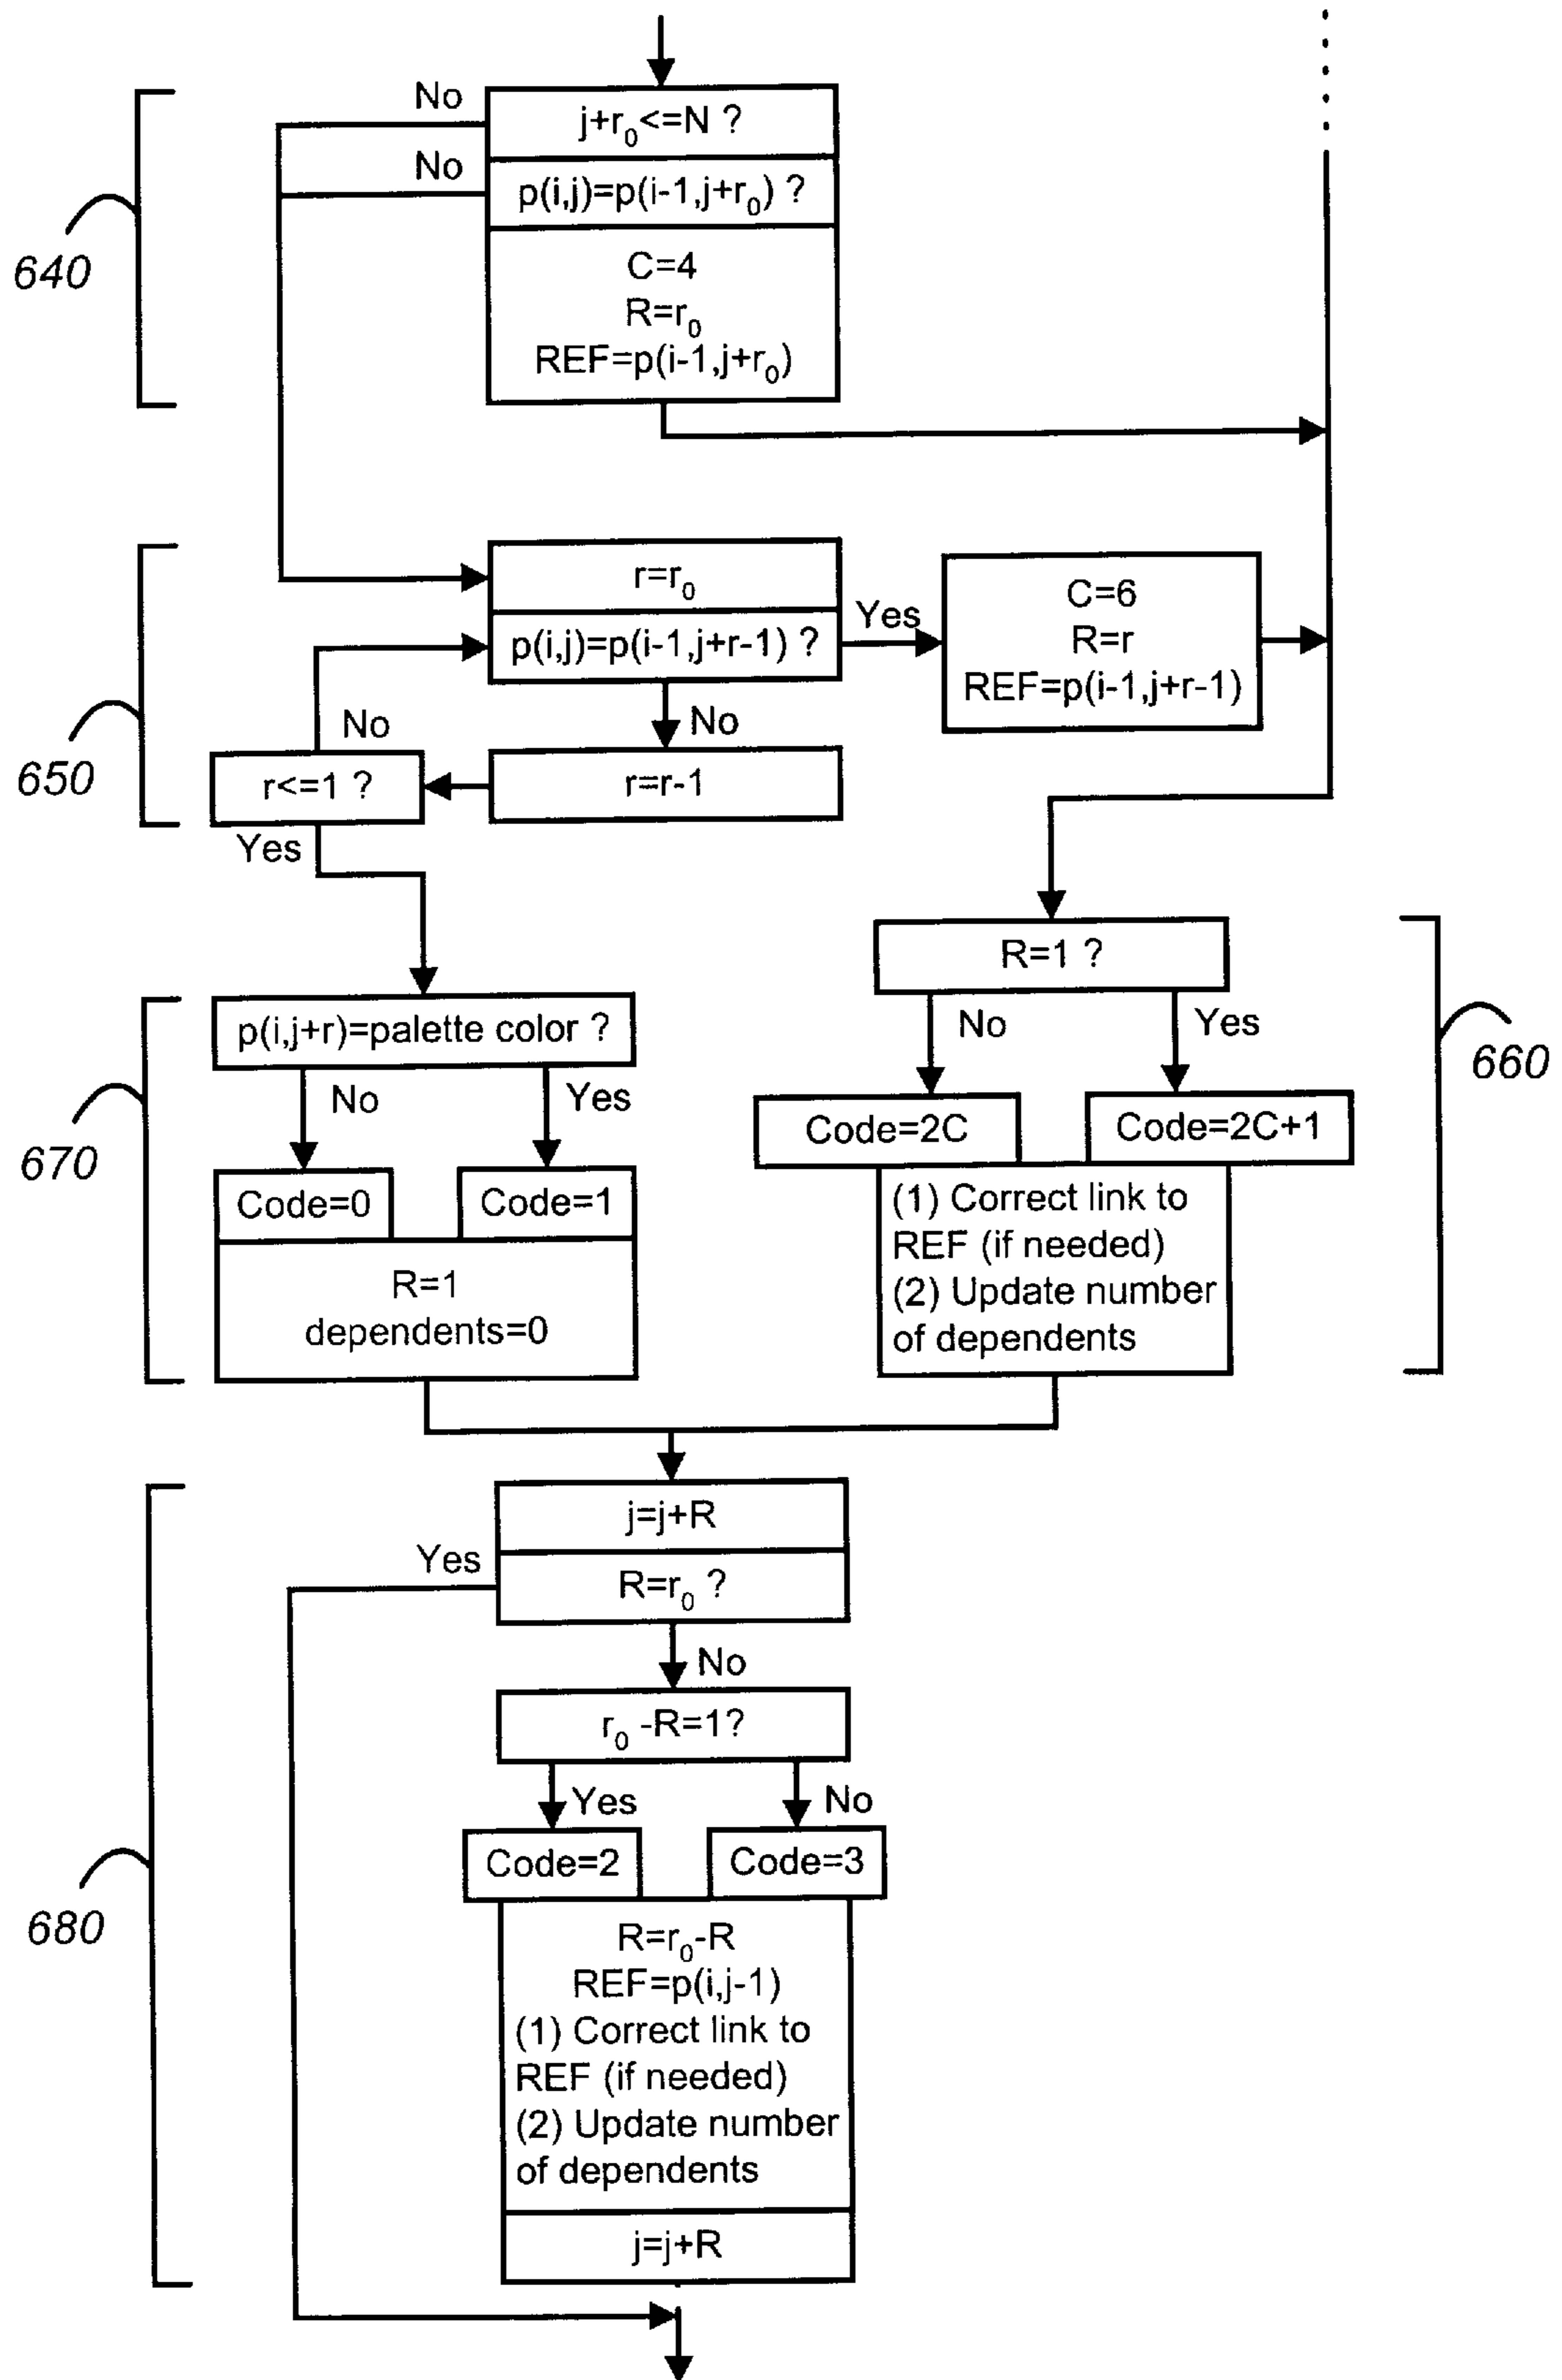 No
j+r₀<=N ?
No
p(i,j)=p(i-1,j+r₀) ?
C=4
R=r₀
REF=p(i-1,j+r₀)
640
r=r₀
p(i,j)=p(i-1,j+r-1) ?
Yes
C=6
R=r
REF=p(i-1,j+r-1)
No
No
r<=1 ?
r=r-1
650
Yes
R=1 ?
No
Yes
660
p(i,j+r)=palette color ?
No
Yes
Code=2C
Code=2C+1
670
Code=0
Code=1
(1) Correct link to
REF (if needed)
(2) Update number
of dependents
R=1
dependents=0
j=j+R
Yes
R=r₀ ?
No
r₀ -R=1?
Yes
No
Code=2
Code=3
680
R=r₀-R
REF=p(i,j-1)
(1) Correct link to
REF (if needed)
(2) Update number
of dependents
j=j+R